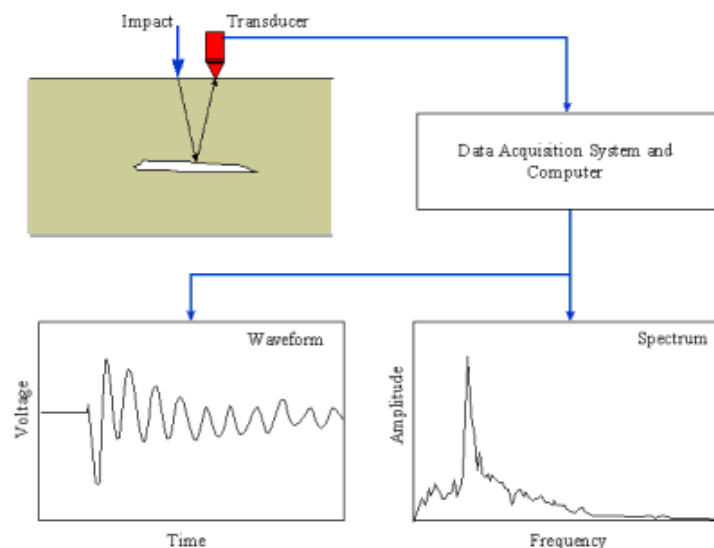 Impact
Transducer
Data Acquisition System and
Computer
Waveform
Voltage
Time
Spectrum
Amplitude
Frequency